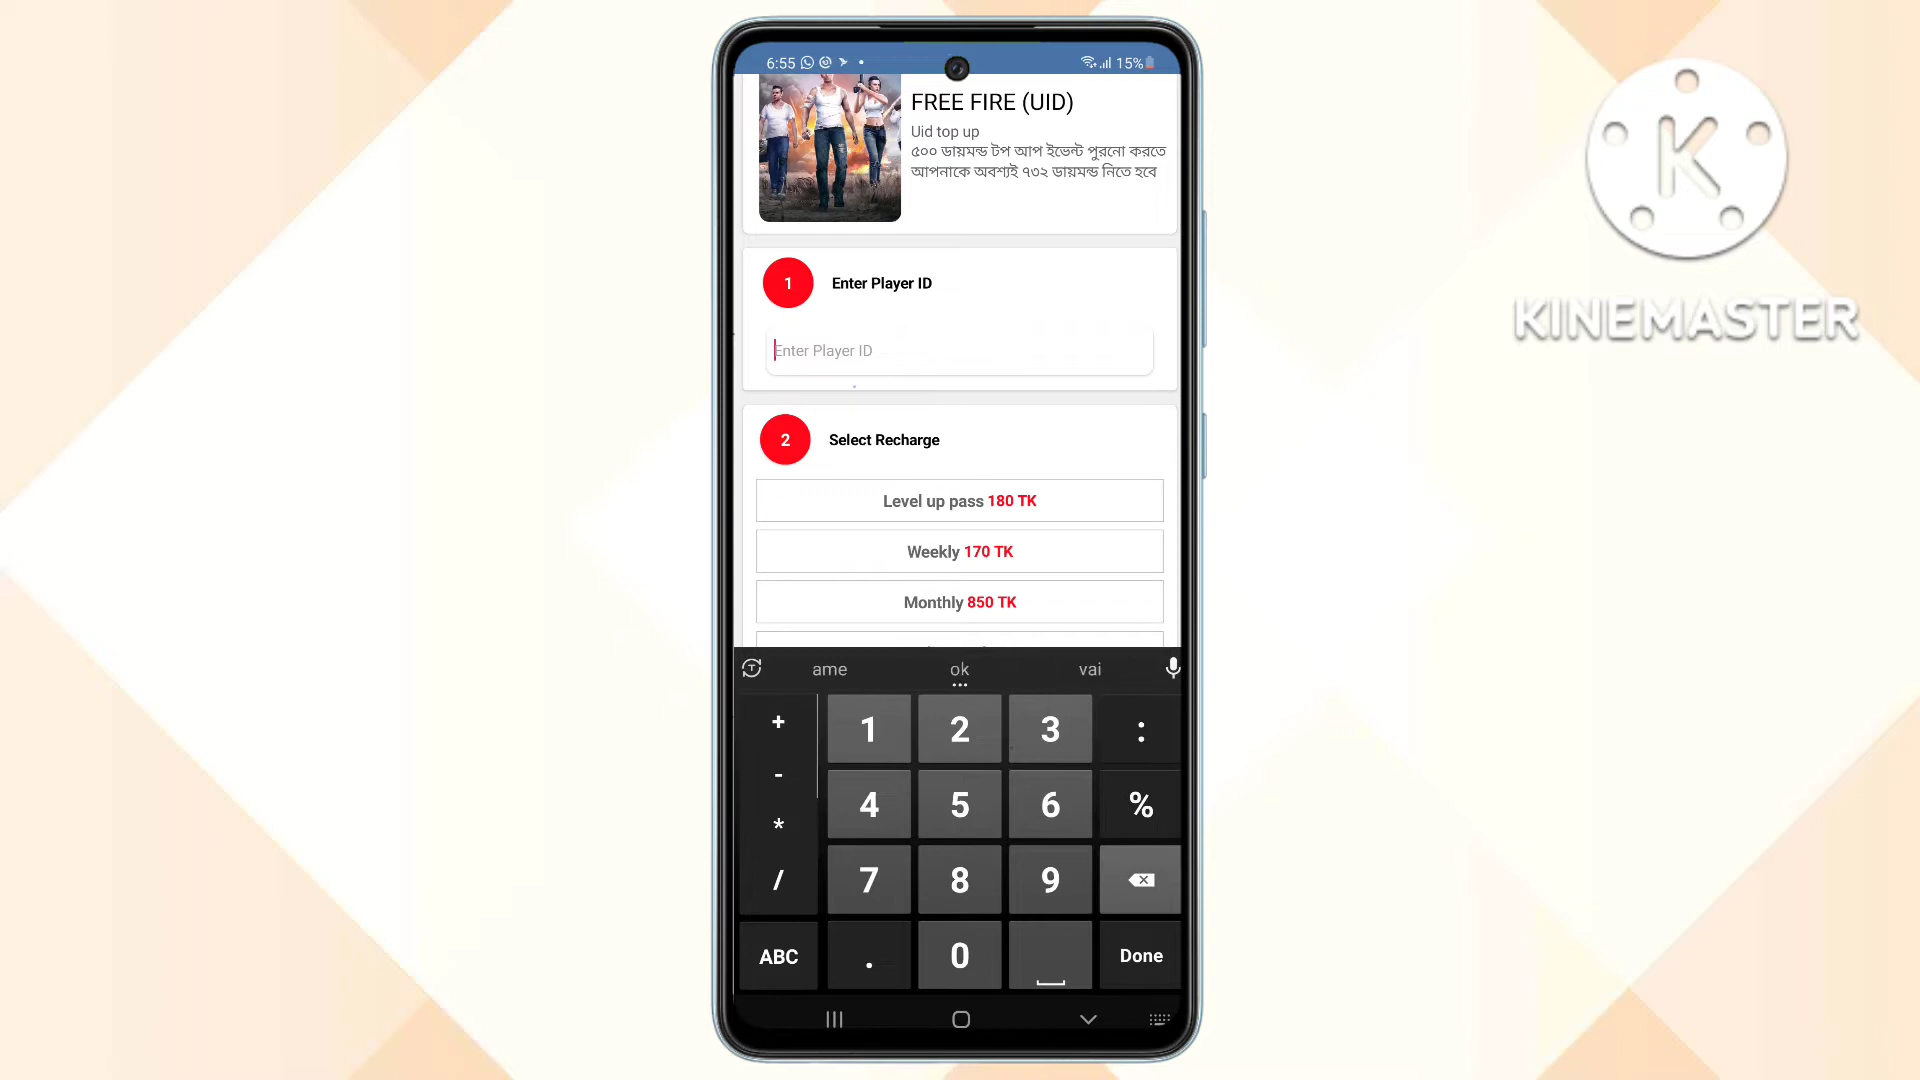 6:55
15%
FREE FIRE (UID)
Uid top up
৫০০ ডায়মন্ড টপ আপ ইভেন্ট পুরনো করতে
আপনাকে অবশ্যই ৭৩২ ডায়মন্ড নিতে হবে
1 Enter Player ID
Enter Player ID
2 Select Recharge
Level up pass 180 TK
Weekly 170 TK
Monthly 850 TK
ame ok vai
+ 1 2 3 :
- 4 5 6 %
*
/ 7 8 9
ABC . 0 Done
K
KINEMASTER